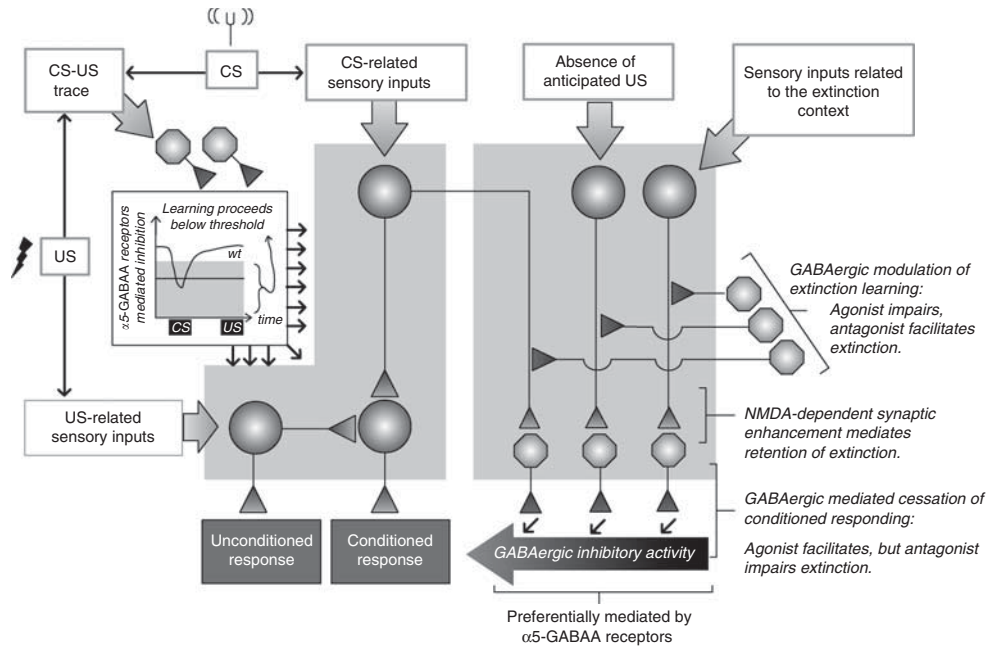 ((U))
CS
CS-US
trace
CS-related
sensory inputs
Absence of
anticipated US
Sensory inputs related
to the extinction
context
US
α5-GABAA receptors
mediated inhibition
Learning proceeds
below threshold
wt
time
CS
US
US-related
sensory inputs
Unconditioned
response
Conditioned
response
GABAergic modulation of
extinction learning:
Agonist impairs,
antagonist facilitates
extinction.
NMDA-dependent synaptic
enhancement mediates
retention of extinction.
GABAergic mediated cessation of
conditioned responding:
Agonist facilitates, but antagonist
impairs extinction.
GABAergic inhibitory activity
Preferentially mediated by
α5-GABAA receptors